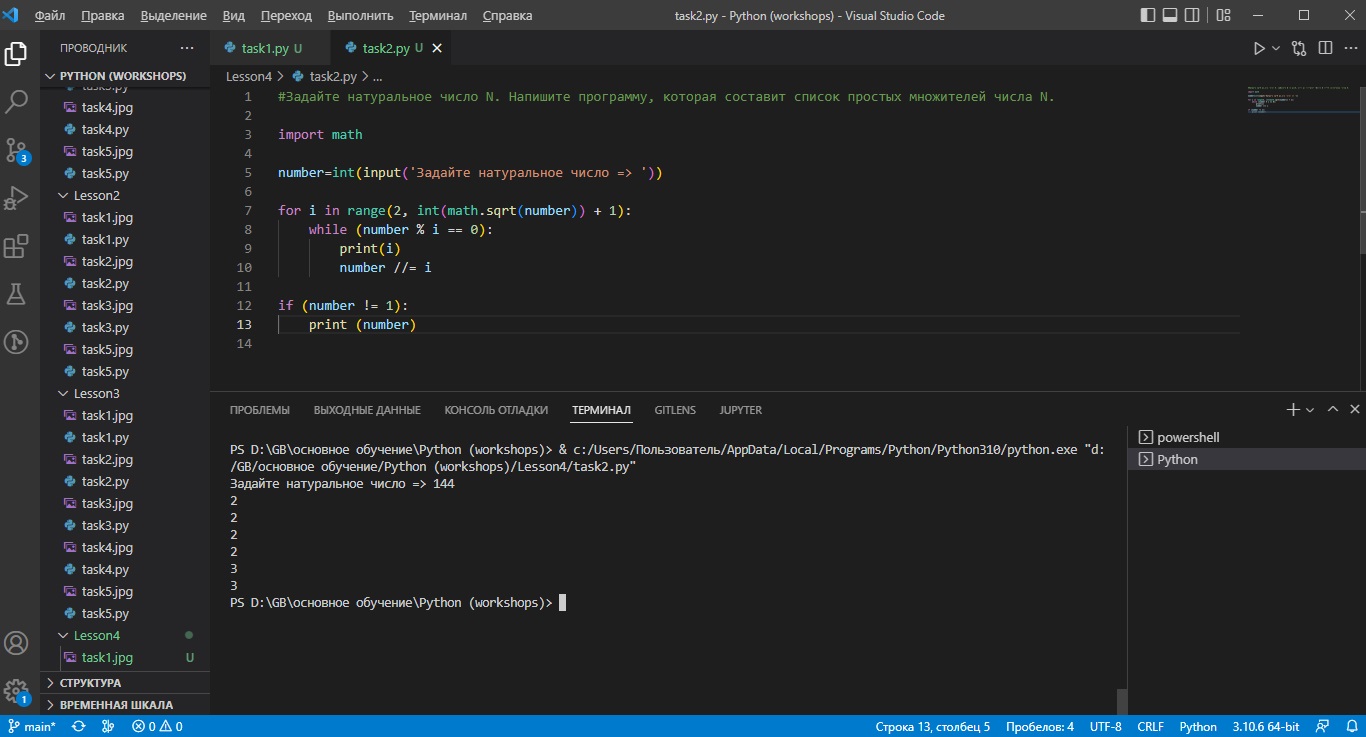 Файл Правка Выделение Вид Переход Выполнить Терминал Справка task2.py - Python (workshops) - Visual Studio Code
ПРОВОДНИК ···
PYTHON (WORKSHOPS)
task3.py
task4.jpg
task4.py
task5.jpg
task5.py
Lesson2
task1.jpg
task1.py
task2.jpg
task2.py
task3.jpg
task3.py
task5.jpg
task5.py
Lesson3
task1.jpg
task1.py
task2.jpg
task2.py
task3.jpg
task3.py
task4.jpg
task4.py
task5.jpg
task5.py
Lesson4
task1.jpg U
СТРУКТУРА
ВРЕМЕННАЯ ШКАЛА
3
1
task1.py U task2.py U
Lesson4 > task2.py > ...
1 #Задайте натуральное число N. Напишите программу, которая составит список простых множителей числа N.
2
3 import math
4
5 number=int(input('Задайте натуральное число => '))
6
7 for i in range(2, int(math.sqrt(number)) + 1):
8 while (number % i == 0):
9 print(i)
10 number //= i
11
12 if (number != 1):
13 print (number)
14
ПРОБЛЕМЫ ВЫХОДНЫЕ ДАННЫЕ КОНСОЛЬ ОТЛАДКИ ТЕРМИНАЛ GITLENS JUPYTER
PS D:\GB\основное обучение\Python (workshops)> & c:/Users/Пользователь/AppData/Local/Programs/Python/Python310/python.exe "d:
/GB/основное обучение/Python (workshops)/Lesson4/task2.py"
Задайте натуральное число => 144
2
2
2
2
3
3
PS D:\GB\основное обучение\Python (workshops)>
powershell
Python
main* 0 0 Строка 13, столбец 5 Пробелов: 4 UTF-8 CRLF Python 3.10.6 64-bit